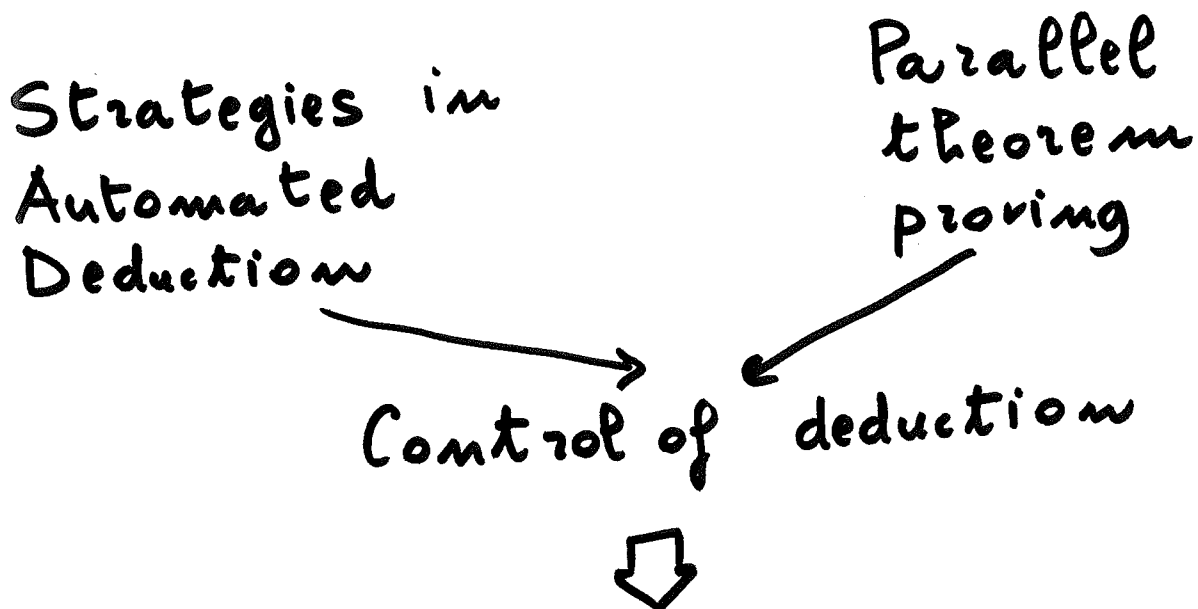 Strategies in
Automated
Deduction
Parallel
theorem
proving
Control of deduction